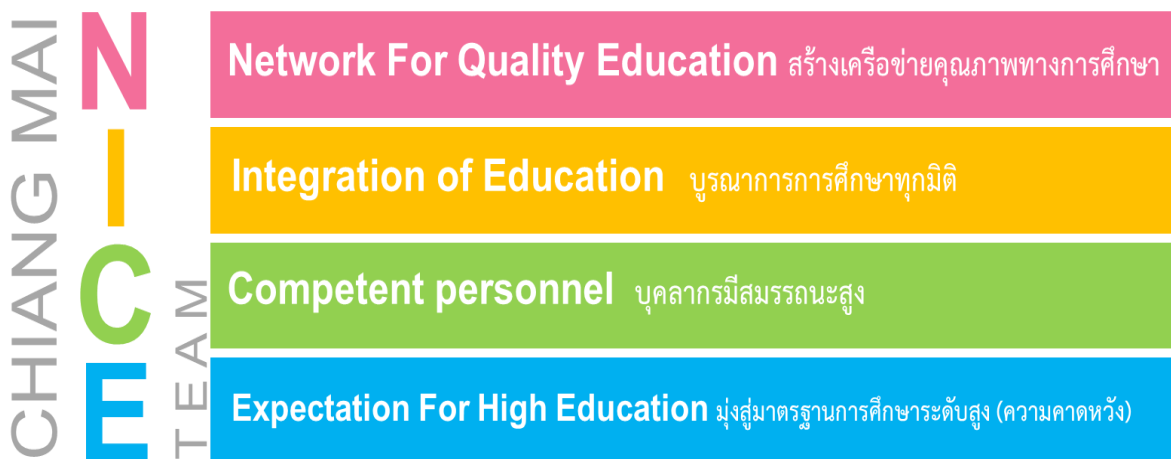 CHIANG MAI
NICE
TEAM
Network For Quality Education สร้างเครือข่ายคุณภาพทางการศึกษา
Integration of Education บูรณาการการศึกษาทุกมิติ
Competent personnel บุคลากรมีสมรรถนะสูง
Expectation For High Education มุ่งสู่มาตรฐานการศึกษาระดับสูง (ความคาดหวัง)